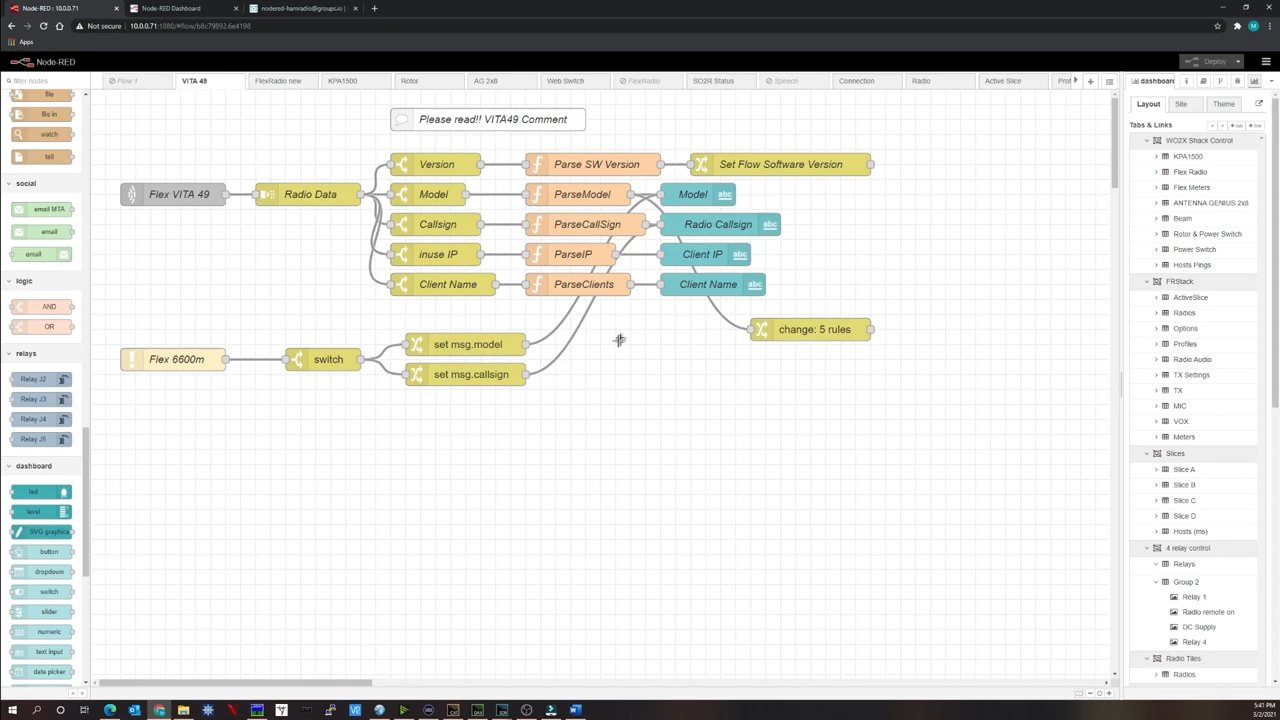 Node-RED : 10.0.0.71
Node-RED Dashboard
nodered-hamradio@groups.io |
Not secure
10.0.0.71:1880/#flow/b8c79892.6e4198
Apps
Node-RED
Deploy
filter nodes
Flow 1
VITA 49
FlexRadio new
KPA1500
Rotor
AG 2x8
Web Switch
FlexRadio
SO2R Status
Speech
Connection
Radio
Active Slice
dashboard
file
file in
watch
tail
social
email MTA
email
email
logic
AND
OR
relays
Relay J2
Relay J3
Relay J4
Relay J5
dashboard
led
level
SVG graphics
button
dropdown
switch
slider
numeric
text input
date picker
Please read!! VITA49 Comment
Version
Parse SW Version
Set Flow Software Version
Flex VITA 49
Radio Data
Model
ParseModel
Model
abc
Callsign
ParseCallSign
Radio Callsign
abc
inuse IP
ParseIP
Client IP
abc
Client Name
ParseClients
Client Name
abc
change: 5 rules
Flex 6600m
switch
set msg.model
set msg.callsign
Layout
Site
Theme
Tabs & Links
WO2X Shack Control
KPA1500
Flex Radio
Flex Meters
ANTENNA GENIUS 2x8
Beam
Rotor & Power Switch
Power Switch
Hosts Pings
FRStack
ActiveSlice
Radios
Options
Profiles
Radio Audio
TX Settings
TX
MIC
VOX
Meters
Slices
Slice A
Slice B
Slice C
Slice D
Hosts (ms)
4 relay control
Relays
Group 2
Relay 1
Radio remote on
DC Supply
Relay 4
Radio Tiles
Radios
5:41 PM
3/2/2021